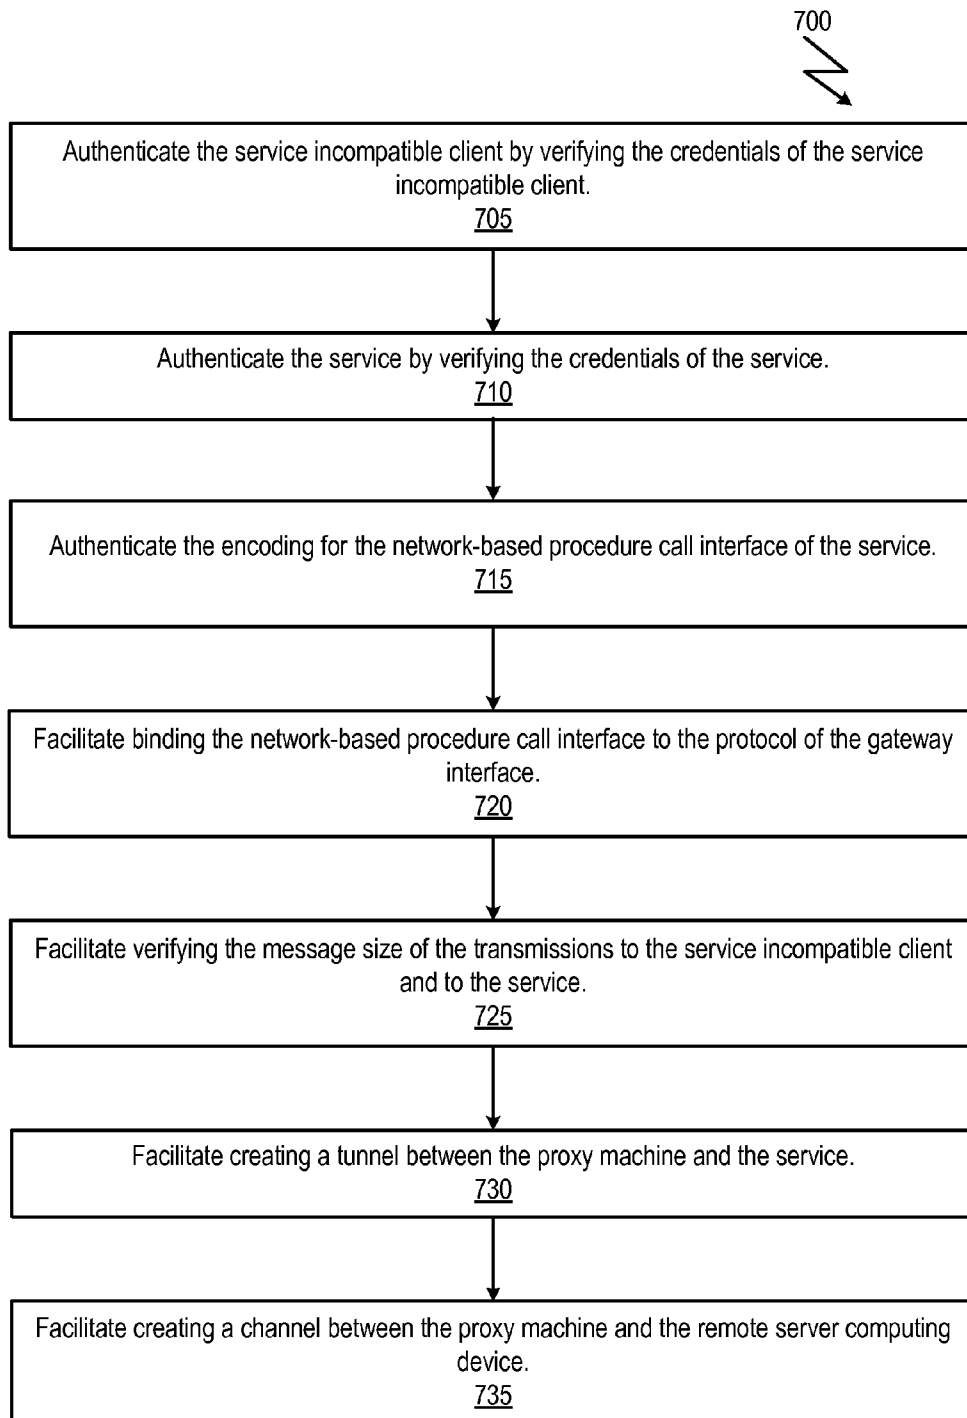 700
Authenticate the service incompatible client by verifying the credentials of the service
incompatible client.
705
Authenticate the service by verifying the credentials of the service.
710
Authenticate the encoding for the network-based procedure call interface of the service.
715
Facilitate binding the network-based procedure call interface to the protocol of the gateway
interface.
720
Facilitate verifying the message size of the transmissions to the service incompatible client
and to the service.
725
Facilitate creating a tunnel between the proxy machine and the service.
730
Facilitate creating a channel between the proxy machine and the remote server computing
device.
735